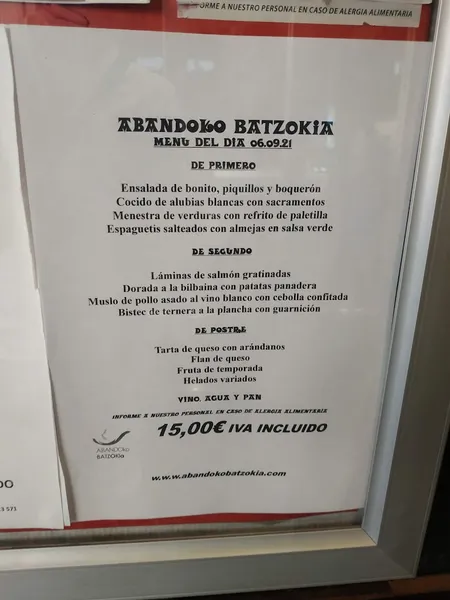 ORME A NUESTRO PERSONAL EN CASO DE ALERGIA ALIMENTARIA
ABANDOKO BATZOKIA
MENU DEL DIA 06.09.21
DE PRIMERO
Ensalada de bonito, piquillos y boquerón
Cocido de alubias blancas con sacramentos
Menestra de verduras con refrito de paletilla
Espaguetis salteados con almejas en salsa verde
DE SEGUNDO
Láminas de salmón gratinadas
Dorada a la bilbaina con patatas panadera
Muslo de pollo asado al vino blanco con cebolla confitada
Bistec de ternera a la plancha con guarnición
DE POSTRE
Tarta de queso con arándanos
Flan de queso
Fruta de temporada
Helados variados
VINO, AGUA Y PAN
INFORME A NUESTRO PERSONAL EN CASO DE ALERGIA ALIMENTARIA
15,00€ IVA INCLUIDO
ABANDOKO
BATZOKIA
www.abandokobatzokia.com
DO
3 571